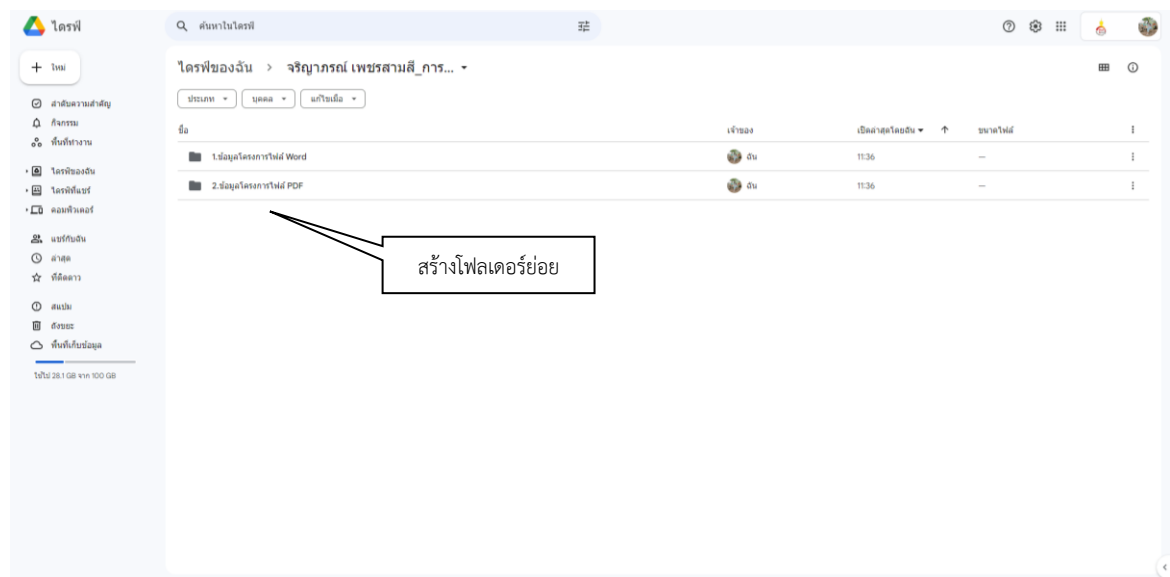 ไดรฟ์
ค้นหาในไดรฟ์
+ ใหม่
ไดรฟ์ของฉัน > จริญาภรณ์ เพชรสามสี_การ...
ประเภท
บุคคล
แก้ไขเมื่อ
ลำดับความสำคัญ
กิจกรรม
พื้นที่ทำงาน
ไดรฟ์ของฉัน
ไดรฟ์ที่แชร์
คอมพิวเตอร์
แชร์กับฉัน
ล่าสุด
ที่ติดดาว
สแปม
ถังขยะ
พื้นที่เก็บข้อมูล
ใช้ไป 28.1 GB จาก 100 GB
ชื่อ เจ้าของ เปิดล่าสุดโดยฉัน ขนาดไฟล์
1.ข้อมูลโครงการไฟล์ Word ฉัน 11:36 —
2.ข้อมูลโครงการไฟล์ PDF ฉัน 11:36 —
สร้างโฟลเดอร์ย่อย